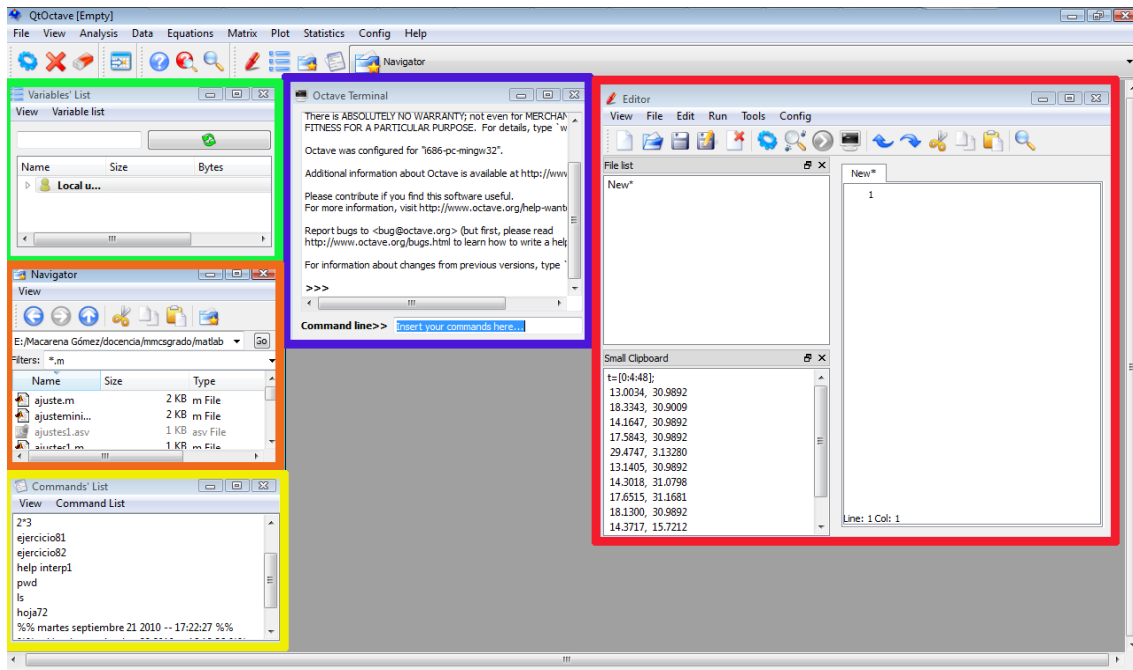 QtOctave [Empty]
File View Analysis Data Equations Matrix Plot Statistics Config Help
Navigator
Variables' List
View Variable list
Name Size Bytes
Local u...
Navigator
View
E:/Macarena Gómez/docencia/mmcsgrado/matlab
Go
Filters: *.m
Name Size Type
ajuste.m 2 KB m File
ajustemini... 2 KB m File
ajustes1.asv 1 KB asv File
ajustes1.m 1 KB m File
Commands' List
View Command List
2*3
ejercicio81
ejercicio82
help interp1
pwd
ls
hoja72
%% martes septiembre 21 2010 -- 17:22:27 %%
Octave Terminal
There is ABSOLUTELY NO WARRANTY; not even for MERCHAN
FITNESS FOR A PARTICULAR PURPOSE. For details, type `w
Octave was configured for "i686-pc-mingw32".
Additional information about Octave is available at http://www
Please contribute if you find this software useful.
For more information, visit http://www.octave.org/help-want
Report bugs to <bug@octave.org> (but first, please read
http://www.octave.org/bugs.html to learn how to write a help
For information about changes from previous versions, type `
>>>
Command line>> Insert your commands here...
Editor
View File Edit Run Tools Config
File list
New*
Small Clipboard
t=[0:4:48];
13.0034, 30.9892
18.3343, 30.9009
14.1647, 30.9892
17.5843, 30.9892
29.4747, 3.13280
13.1405, 30.9892
14.3018, 31.0798
17.6515, 31.1681
18.1300, 30.9892
14.3717, 15.7212
New*
1
Line: 1 Col: 1